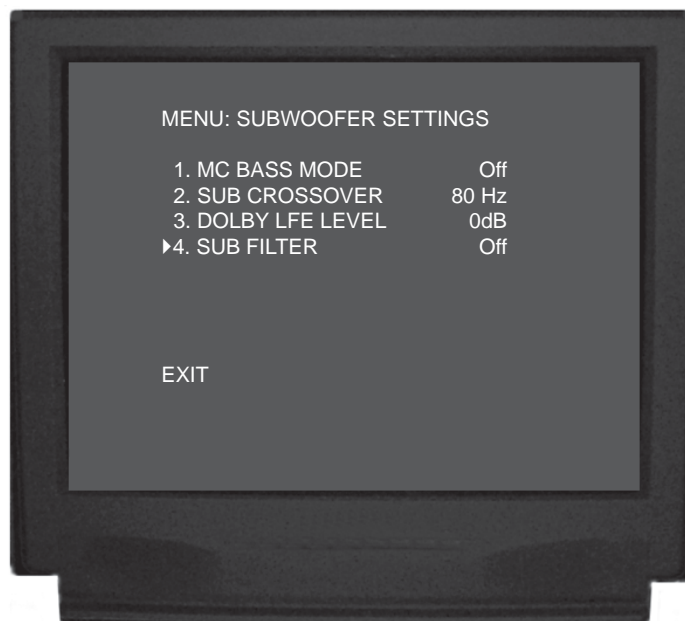 MENU: SUBWOOFER SETTINGS
1. MC BASS MODE Off
2. SUB CROSSOVER 80 Hz
3. DOLBY LFE LEVEL 0dB
4. SUB FILTER Off
EXIT